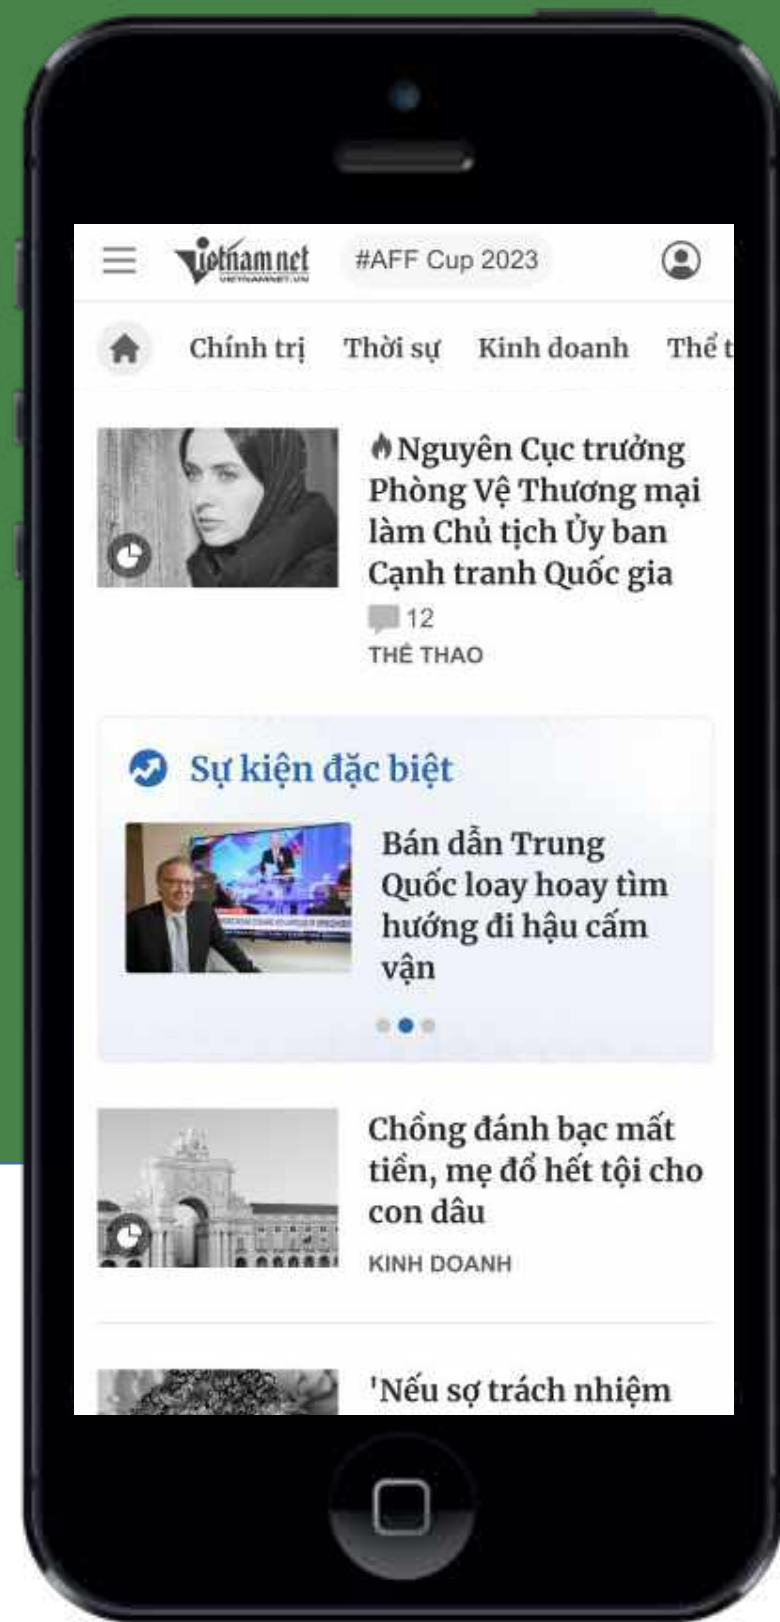 vietnamnet
VIETNAMNET.VN
#AFF Cup 2023
Chính trị Thời sự Kinh doanh Thể t
Nguyên Cục trưởng
Phòng Vệ Thương mại
làm Chủ tịch Ủy ban
Cạnh tranh Quốc gia
12
THỂ THAO
Sự kiện đặc biệt
Bán dẫn Trung
Quốc loay hoay tìm
hướng đi hậu cấm
vận
Chồng đánh bạc mất
tiền, mẹ đổ hết tội cho
con dâu
KINH DOANH
'Nếu sợ trách nhiệm